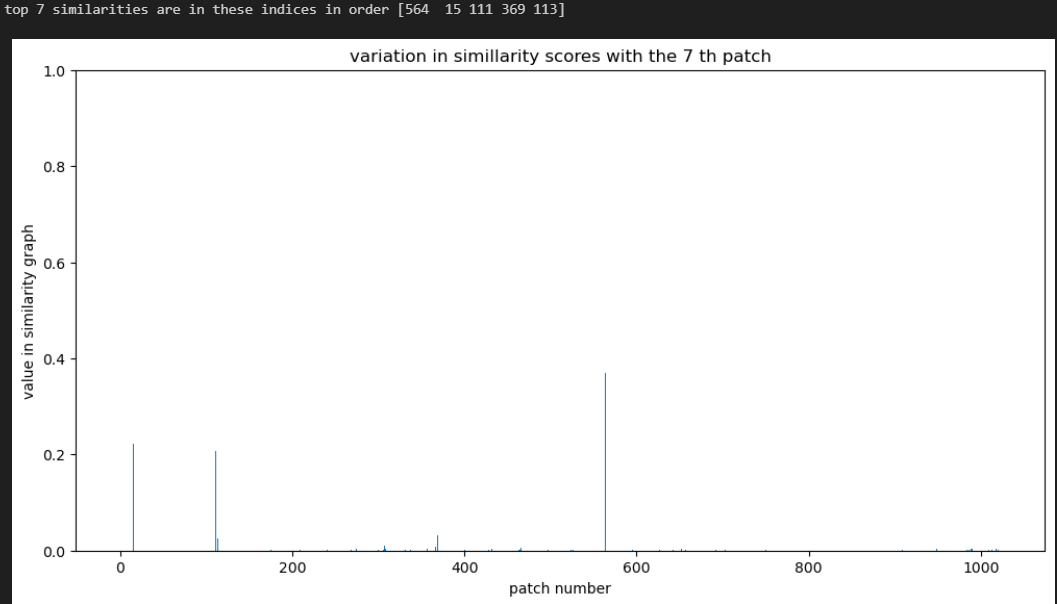 top 7 similarities are in these indices in order [564  15 111 369 113]
variation in simillarity scores with the 7 th patch
1.0
0.8
0.6
0.4
0.2
0.0
value in similarity graph
0 200 400 600 800 1000
patch number